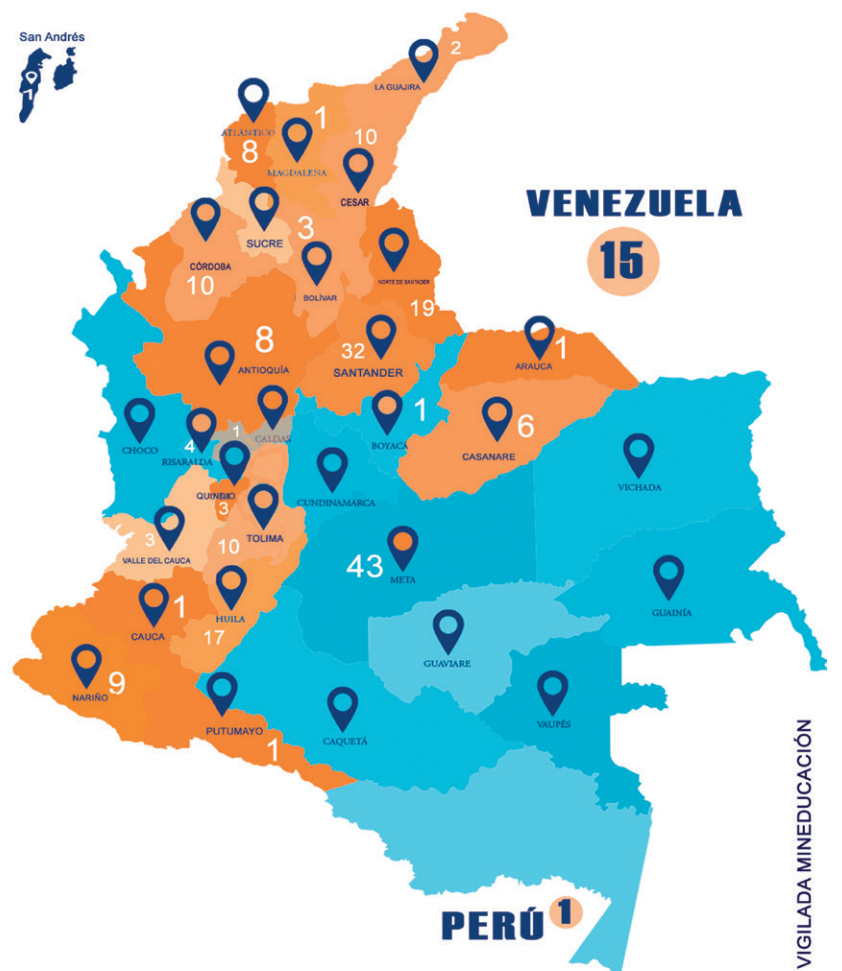 San Andrés
1
2
LA GUAJIRA
ATLÁNTICO
8
1
MAGDALENA
10
CESAR
VENEZUELA
15
SUCRE
3
CÓRDOBA
10
BOLÍVAR
NORTE DE SANTADER
19
8
ANTIOQUÍA
32
SANTANDER
1
ARAUCA
1
BOYACÁ
6
CASANARE
CHOCO
4
RISARALDA
1
CALDAS
QUINDIO
3
CUNDINAMARCA
VICHADA
3
VALLE DEL CAUCA
TOLIMA
10
43
META
GUAINÍA
1
CAUCA
HUILA
17
GUAVIARE
9
NARIÑO
PUTUMAYO
1
CAQUETÁ
VAUPÉS
PERÚ 1
VIGILADA MINEDUCACIÓN